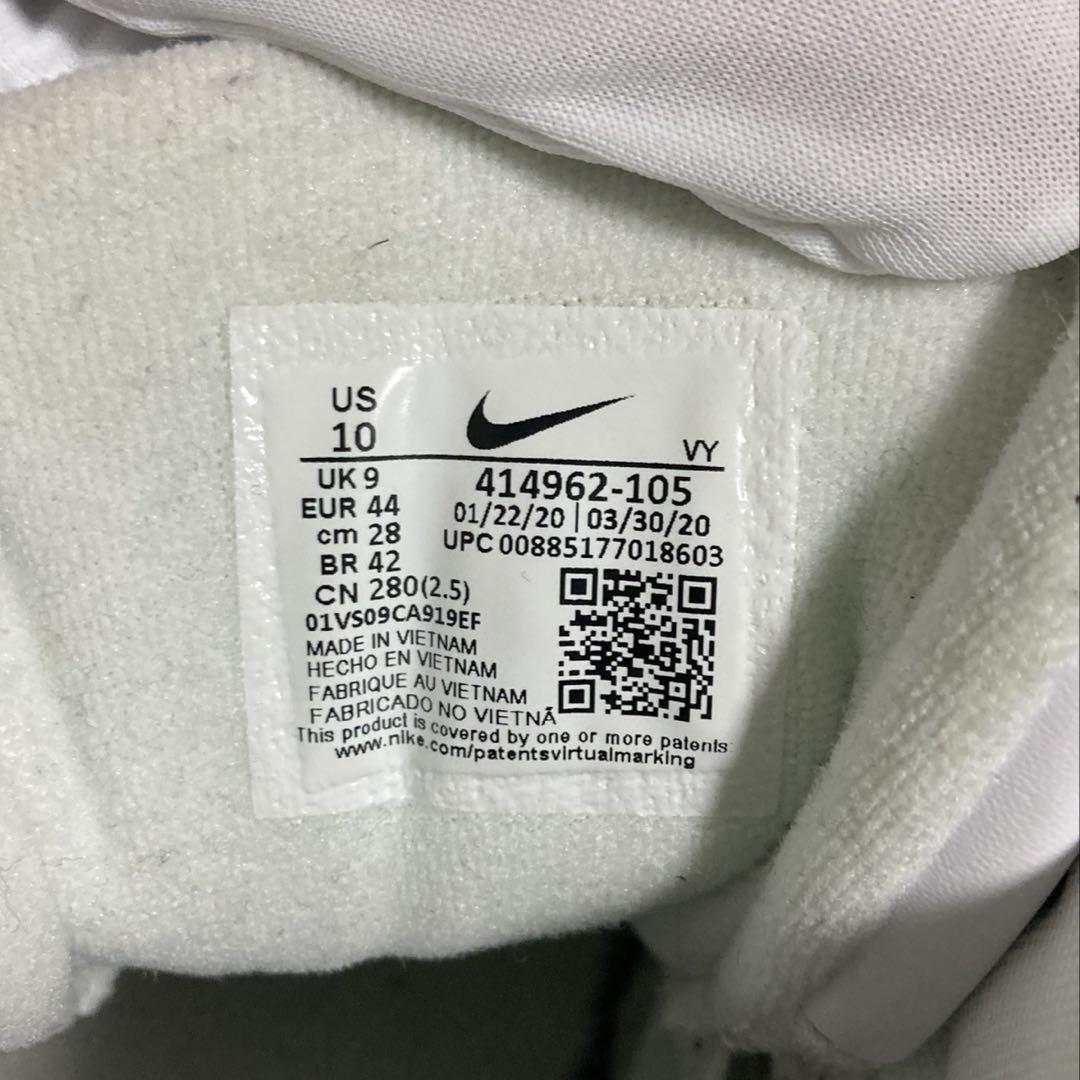 US
10
VY
UK 9
EUR 44
cm 28
BR 42
CN 280(2.5)
414962-105
01/22/20 | 03/30/20
UPC 00885177018603
01VS09CA919EF
MADE IN VIETNAM
HECHO EN VIETNAM
FABRIQUE AU VIETNAM
FABRICADO NO VIETNÃ
This product is covered by one or more patents
www.nike.com/patentsvirtualmarking